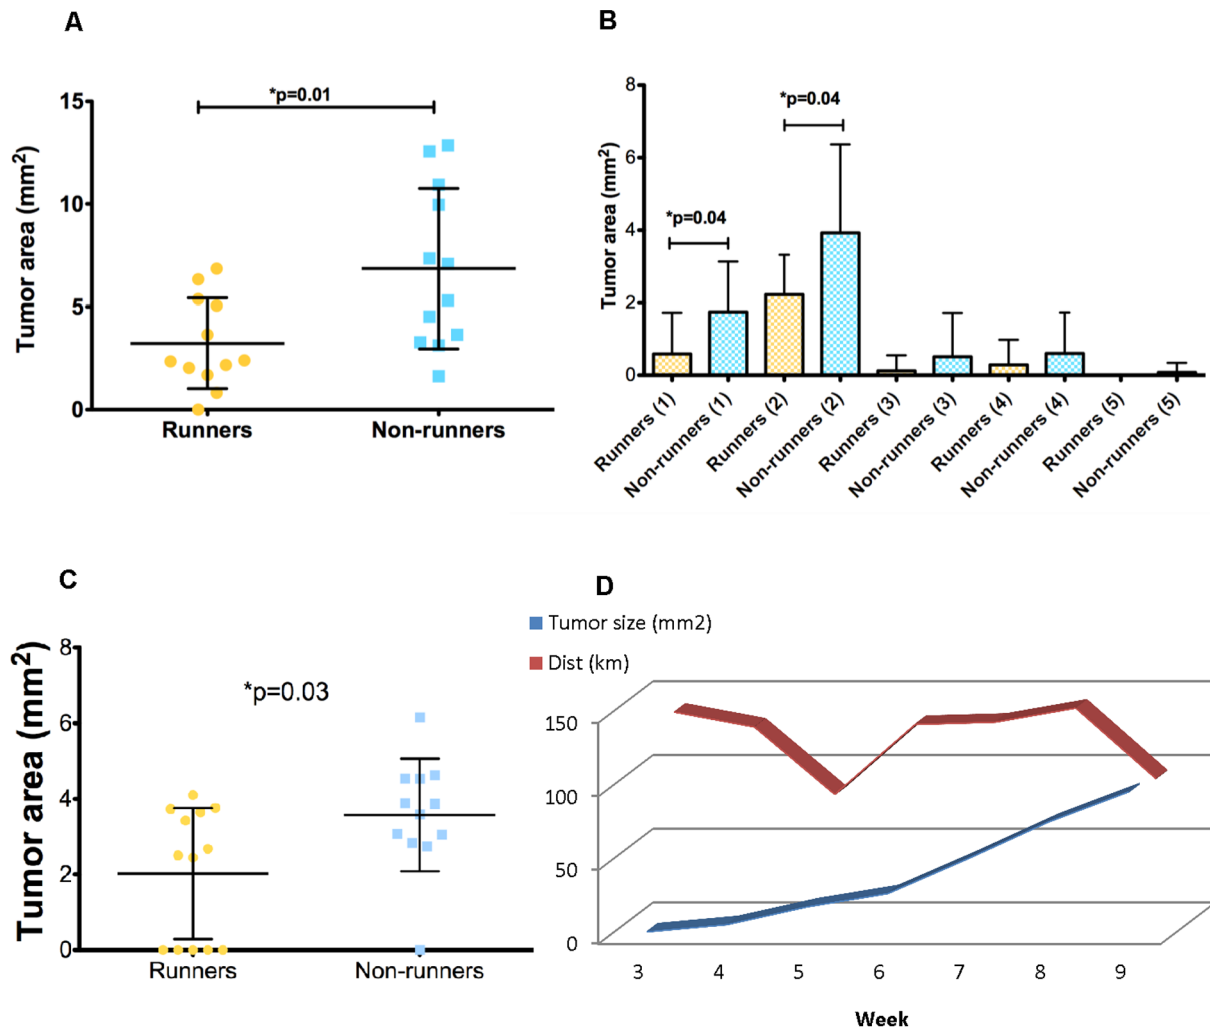 A
*p=0.01
Tumor area (mm²)
15
10
5
0
Runners
Non-runners
B
*p=0.04
*p=0.04
Tumor area (mm²)
8
6
4
2
0
Runners (1)
Non-runners (1)
Runners (2)
Non-runners (2)
Runners (3)
Non-runners (3)
Runners (4)
Non-runners (4)
Runners (5)
Non-runners (5)
C
*p=0.03
Tumor area (mm²)
8
6
4
2
0
Runners
Non-runners
D
Tumor size (mm2)
Dist (km)
150
100
50
0
3 4 5 6 7 8 9
Week